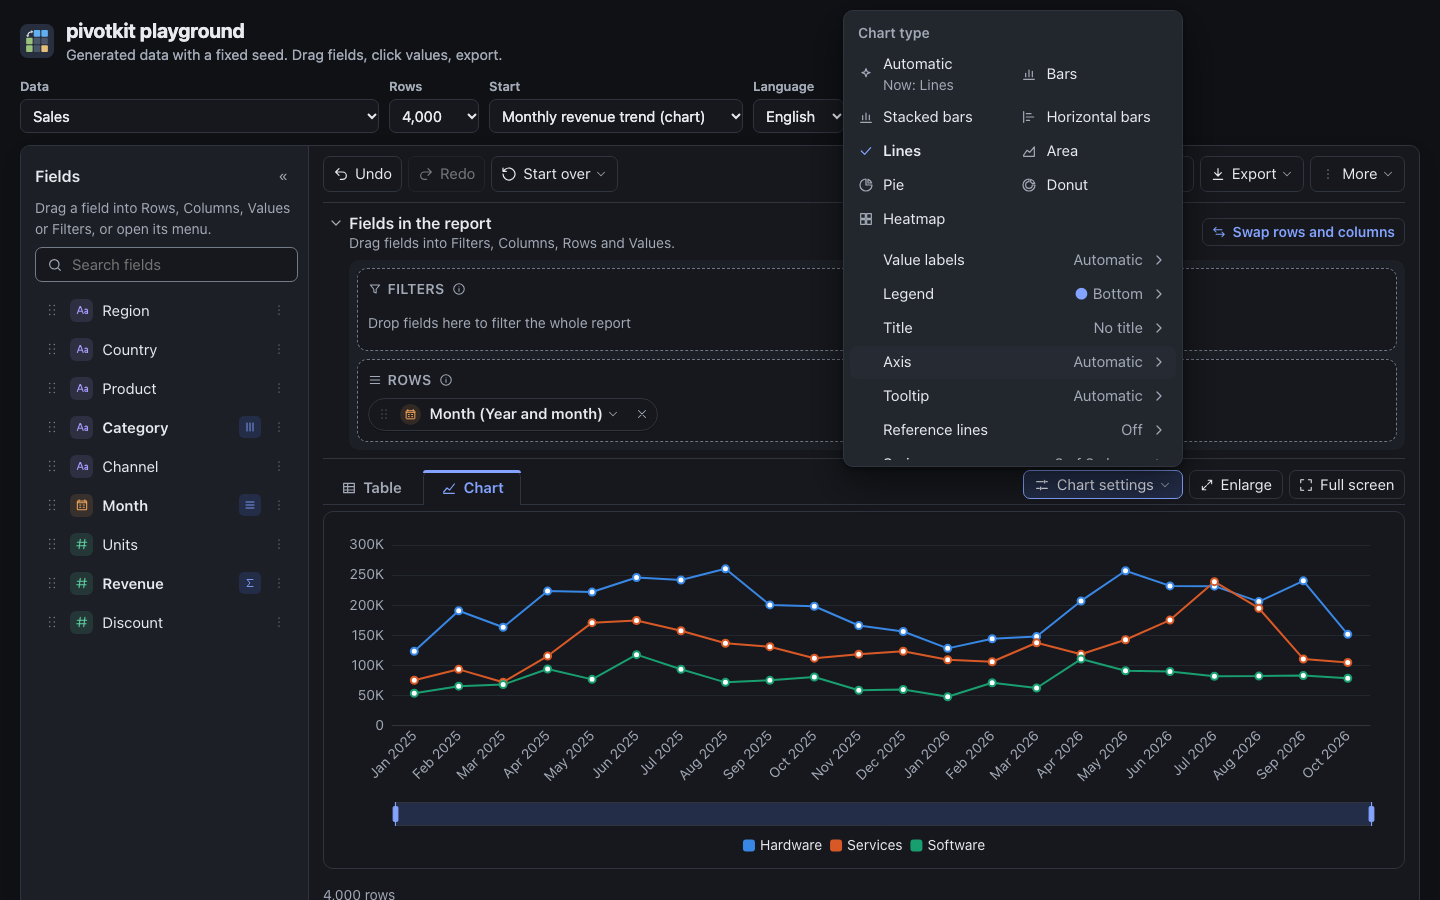 pivotkit playground
Generated data with a fixed seed. Drag fields, click values, export.
Data
Rows
Start
Language
Sales
4,000
Monthly revenue trend (chart)
English
Fields
«
Drag a field into Rows, Columns, Values
or Filters, or open its menu.
Search fields
Aa Region
Aa Country
Aa Product
Aa Category
Aa Channel
Month
# Units
# Revenue Σ
# Discount
Undo
Redo
Start over
Export
More
Fields in the report
Drag fields into Filters, Columns, Rows and Values.
Swap rows and columns
FILTERS
Drop fields here to filter the whole report
ROWS
Month (Year and month)
Chart type
Automatic
Now: Lines
Bars
Stacked bars
Horizontal bars
Lines
Area
Pie
Donut
Heatmap
Value labels Automatic
Legend Bottom
Title No title
Axis Automatic
Tooltip Automatic
Reference lines Off
Table
Chart
Chart settings
Enlarge
Full screen
300K
250K
200K
150K
100K
50K
0
Jan 2025
Feb 2025
Mar 2025
Apr 2025
May 2025
Jun 2025
Jul 2025
Aug 2025
Sep 2025
Oct 2025
Nov 2025
Dec 2025
Jan 2026
Feb 2026
Mar 2026
Apr 2026
May 2026
Jun 2026
Jul 2026
Aug 2026
Sep 2026
Oct 2026
Hardware
Services
Software
4,000 rows